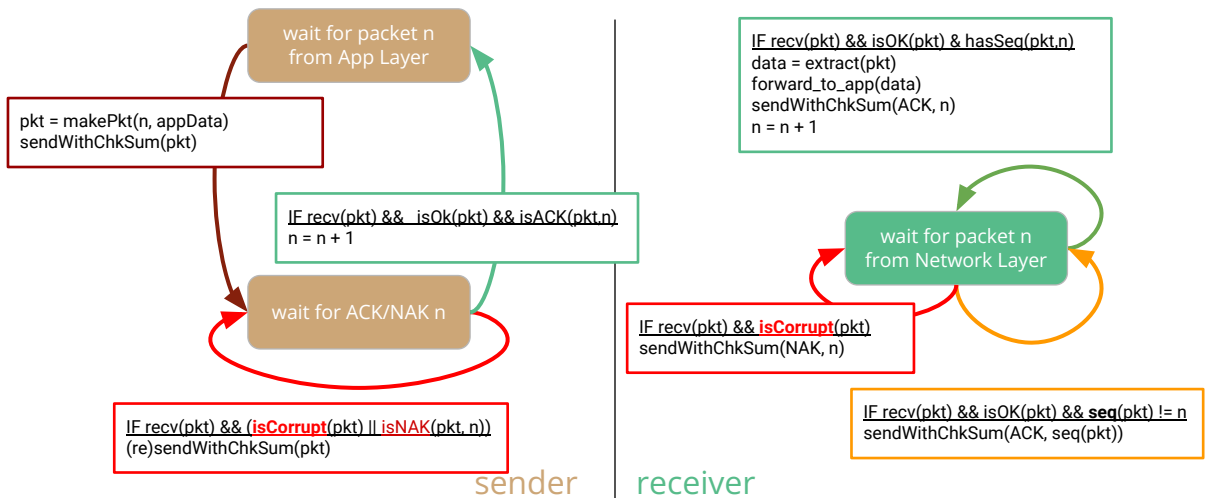 wait for packet n
from App Layer
pkt = makePkt(n, appData)
sendWithChkSum(pkt)
IF recv(pkt) && isOk(pkt) && isACK(pkt,n)
n = n + 1
wait for ACK/NAK n
IF recv(pkt) && (isCorrupt(pkt) || isNAK(pkt, n))
(re)sendWithChkSum(pkt)
sender
IF recv(pkt) && isOK(pkt) & hasSeq(pkt,n)
data = extract(pkt)
forward_to_app(data)
sendWithChkSum(ACK, n)
n = n + 1
wait for packet n
from Network Layer
IF recv(pkt) && isCorrupt(pkt)
sendWithChkSum(NAK, n)
IF recv(pkt) && isOK(pkt) && seq(pkt) != n
sendWithChkSum(ACK, seq(pkt))
receiver